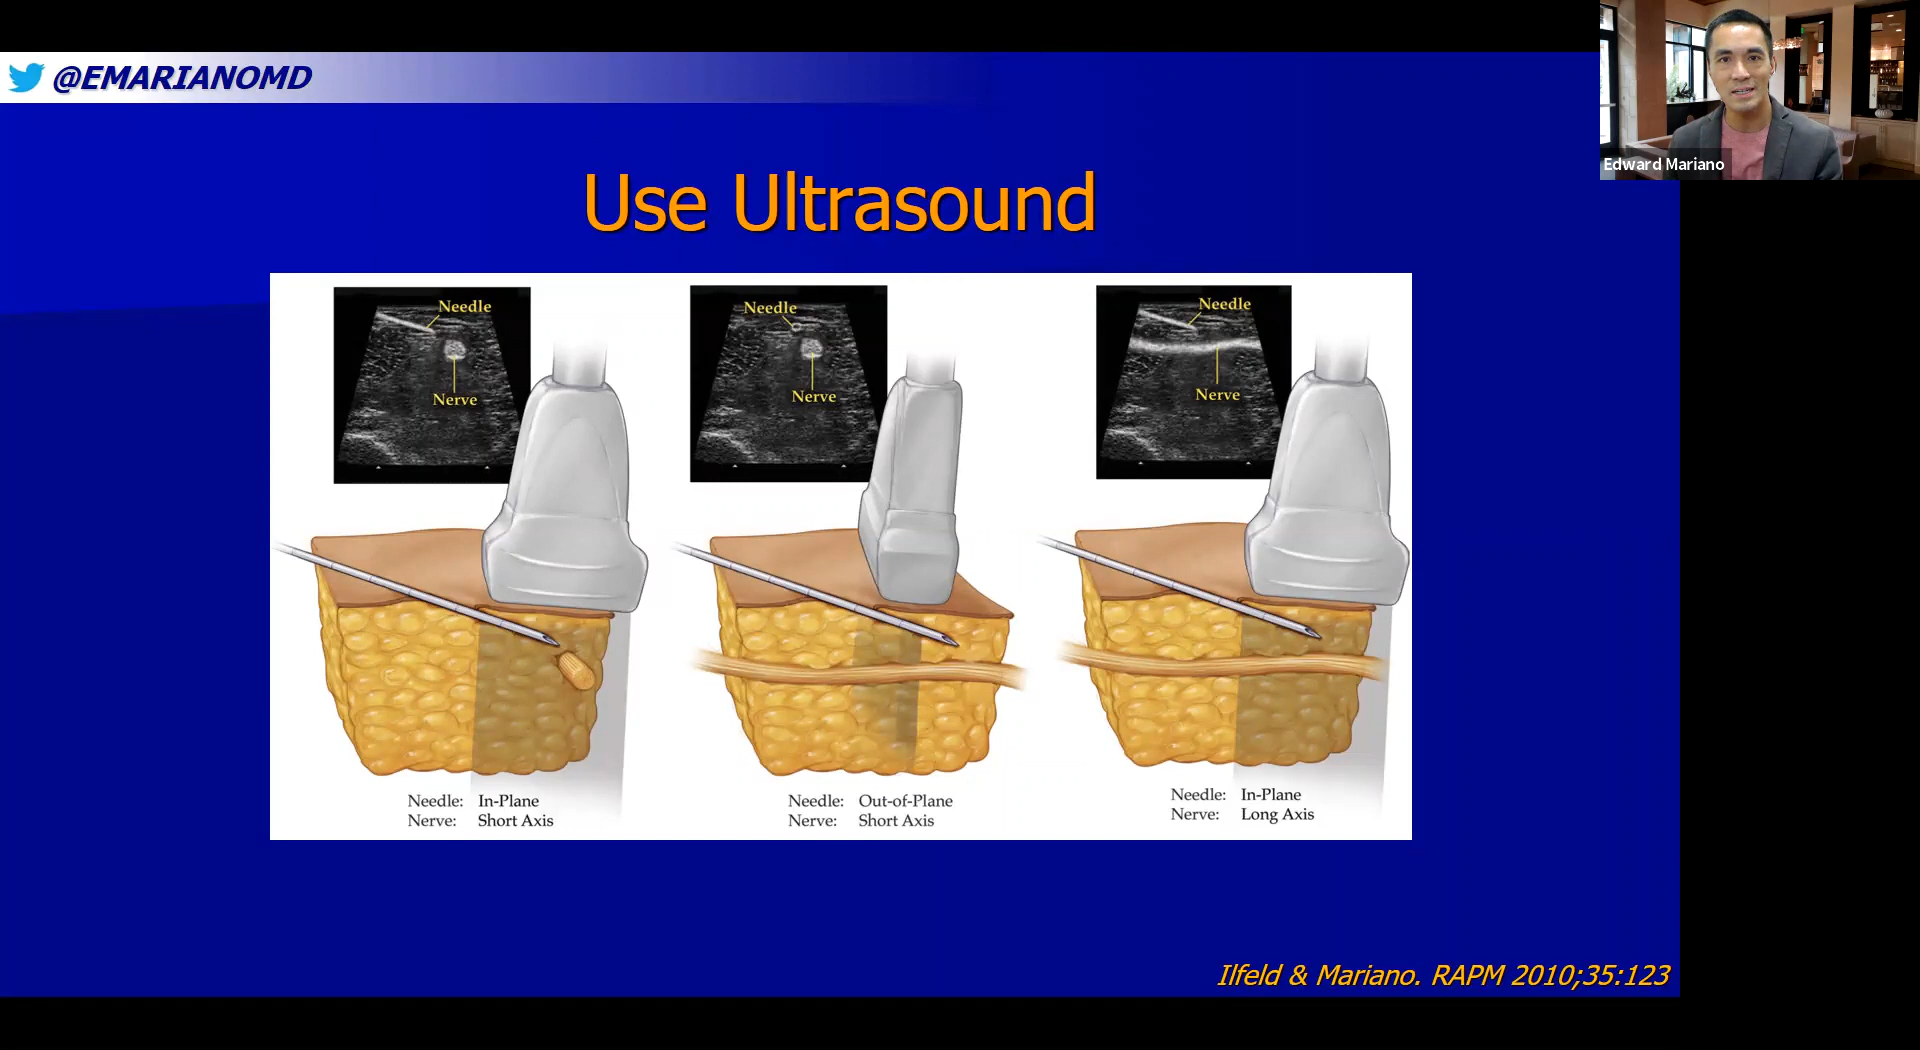 @EMARIANOMD
Edward Mariano
Use Ultrasound
Needle
Nerve
Needle
Nerve
Needle
Nerve
Needle: In-Plane
Nerve: Short Axis
Needle: Out-of-Plane
Nerve: Short Axis
Needle: In-Plane
Nerve: Long Axis
Ilfeld & Mariano. RAPM 2010;35:123